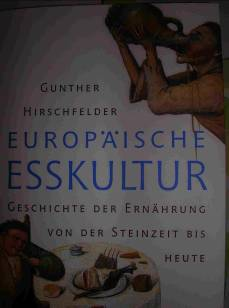 GUNTHER
HIRSCHFELDER
EUROPÄISCHE
ESSKULTUR
GESCHICHTE DER ERNÄHRUNG
VON DER STEINZEIT BIS
HEUTE